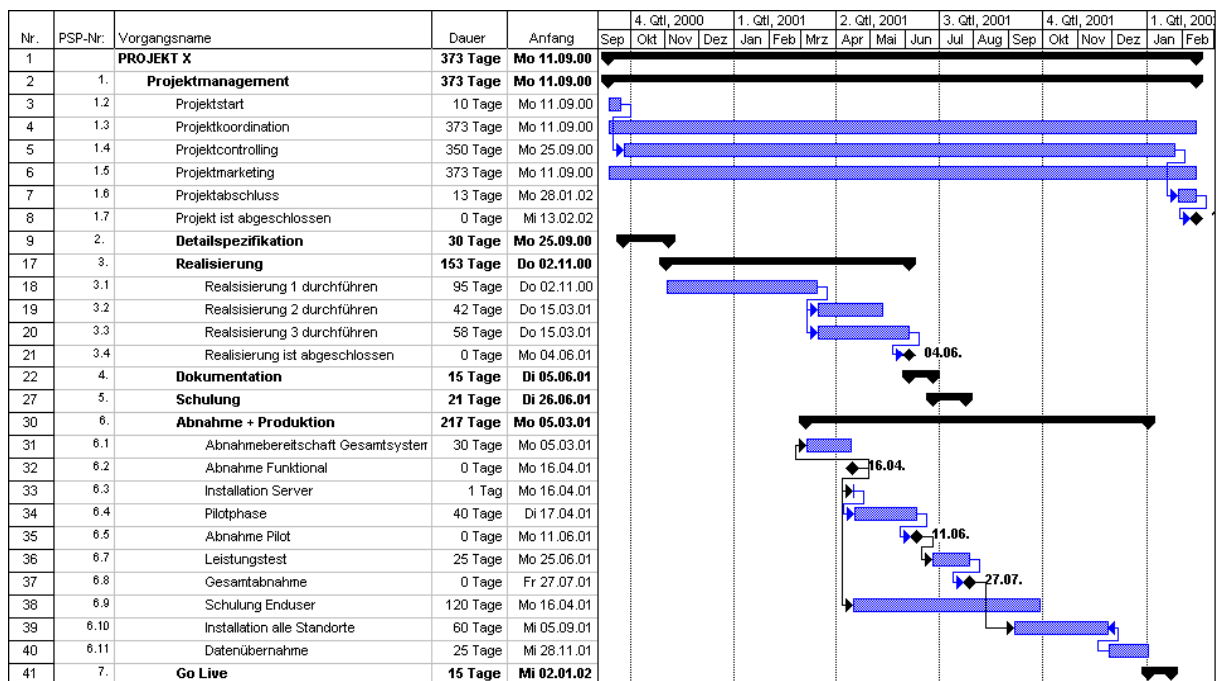 4. Qtl, 2000 1. Qtl, 2001 2. Qtl, 2001 3. Qtl, 2001 4. Qtl, 2001 1. Qtl, 200
Nr. PSP-Nr: Vorgangsname Dauer Anfang Sep Okt Nov Dez Jan Feb Mrz Apr Mai Jun Jul Aug Sep Okt Nov Dez Jan Feb
1 PROJEKT X 373 Tage Mo 11.09.00
2 1. Projektmanagement 373 Tage Mo 11.09.00
3 1.2 Projektstart 10 Tage Mo 11.09.00
4 1.3 Projektkoordination 373 Tage Mo 11.09.00
5 1.4 Projektcontrolling 350 Tage Mo 25.09.00
6 1.5 Projektmarketing 373 Tage Mo 11.09.00
7 1.6 Projektabschluss 13 Tage Mo 28.01.02
8 1.7 Projekt ist abgeschlossen 0 Tage Mi 13.02.02
9 2. Detailspezifikation 30 Tage Mo 25.09.00
17 3. Realisierung 153 Tage Do 02.11.00
18 3.1 Realsisierung 1 durchführen 95 Tage Do 02.11.00
19 3.2 Realsisierung 2 durchführen 42 Tage Do 15.03.01
20 3.3 Realsisierung 3 durchführen 58 Tage Do 15.03.01
21 3.4 Realisierung ist abgeschlossen 0 Tage Mo 04.06.01 04.06.
22 4. Dokumentation 15 Tage Di 05.06.01
27 5. Schulung 21 Tage Di 26.06.01
30 6. Abnahme + Produktion 217 Tage Mo 05.03.01
31 6.1 Abnahmebereitschaft Gesamtsystem 30 Tage Mo 05.03.01
32 6.2 Abnahme Funktional 0 Tage Mo 16.04.01 16.04.
33 6.3 Installation Server 1 Tag Mo 16.04.01
34 6.4 Pilotphase 40 Tage Di 17.04.01
35 6.5 Abnahme Pilot 0 Tage Mo 11.06.01 11.06.
36 6.7 Leistungstest 25 Tage Mo 25.06.01
37 6.8 Gesamtabnahme 0 Tage Fr 27.07.01 27.07.
38 6.9 Schulung Enduser 120 Tage Mo 16.04.01
39 6.10 Installation alle Standorte 60 Tage Mi 05.09.01
40 6.11 Datenübernahme 25 Tage Mi 28.11.01
41 7. Go Live 15 Tage Mi 02.01.02